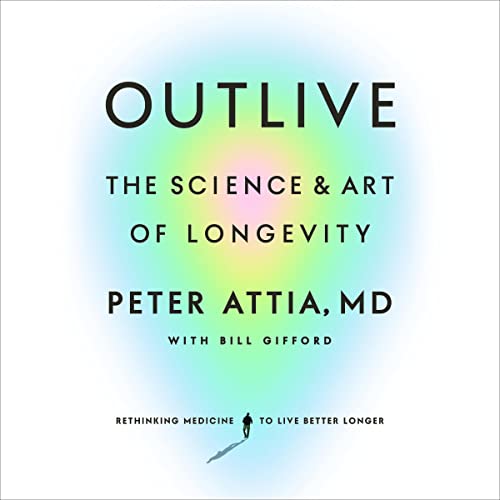 OUTLIVE
THE SCIENCE & ART
OF LONGEVITY
PETER ATTIA, MD
WITH BILL GIFFORD
RETHINKING MEDICINE TO LIVE BETTER LONGER